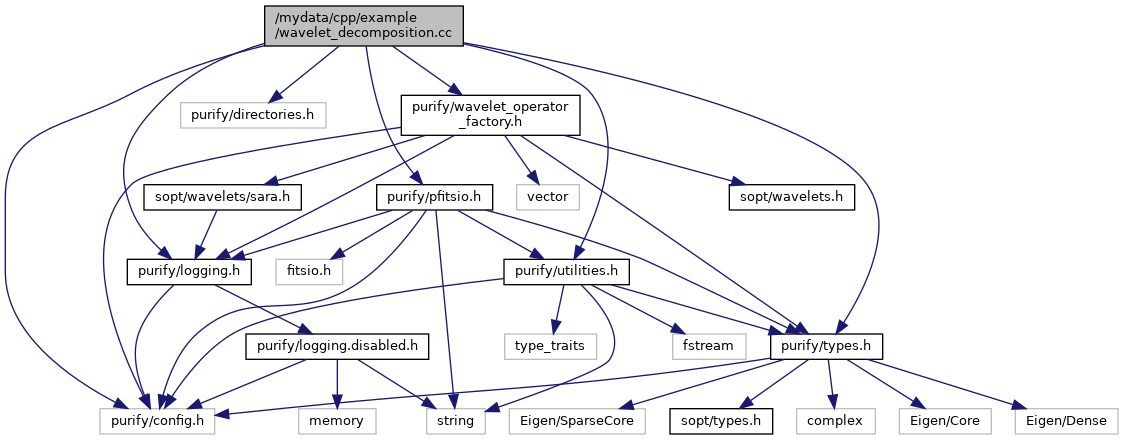 /mydata/cpp/example
/wavelet_decomposition.cc
purify/directories.h
purify/wavelet_operator
_factory.h
sopt/wavelets/sara.h
purify/pfitsio.h
vector
sopt/wavelets.h
purify/logging.h
fitsio.h
purify/utilities.h
purify/logging.disabled.h
type_traits
fstream
purify/types.h
purify/config.h
memory
string
Eigen/SparseCore
sopt/types.h
complex
Eigen/Core
Eigen/Dense